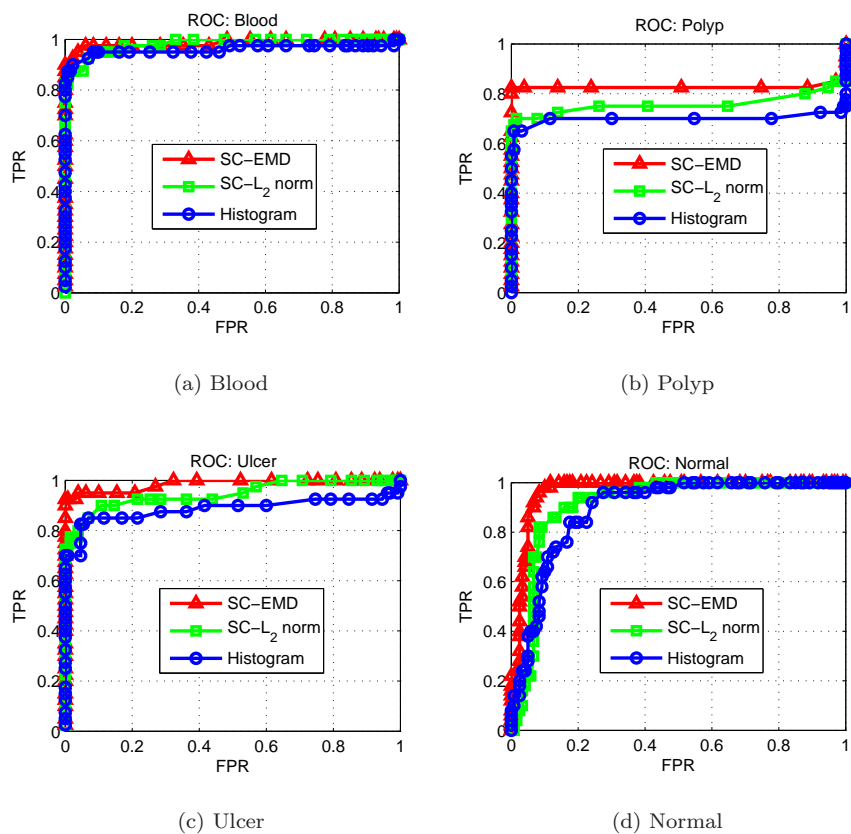 ROC: Blood
1
0.8
0.6
0.4
0.2
0
TPR
SC−EMD
SC−L2 norm
Histogram
0 0.2 0.4 0.6 0.8 1
FPR
(a) Blood
ROC: Polyp
1
0.8
0.6
0.4
0.2
0
TPR
SC−EMD
SC−L2 norm
Histogram
0 0.2 0.4 0.6 0.8 1
FPR
(b) Polyp
ROC: Ulcer
1
0.8
0.6
0.4
0.2
0
TPR
SC−EMD
SC−L2 norm
Histogram
0 0.2 0.4 0.6 0.8 1
FPR
(c) Ulcer
ROC: Normal
1
0.8
0.6
0.4
0.2
0
TPR
SC−EMD
SC−L2 norm
Histogram
0 0.2 0.4 0.6 0.8 1
FPR
(d) Normal